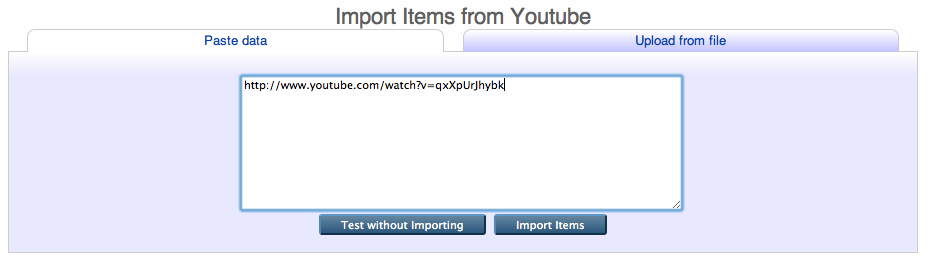 Import Items from Youtube
Paste data
Upload from file
http://www.youtube.com/watch?v=qxXpUrJhybk
Test without Importing
Import Items